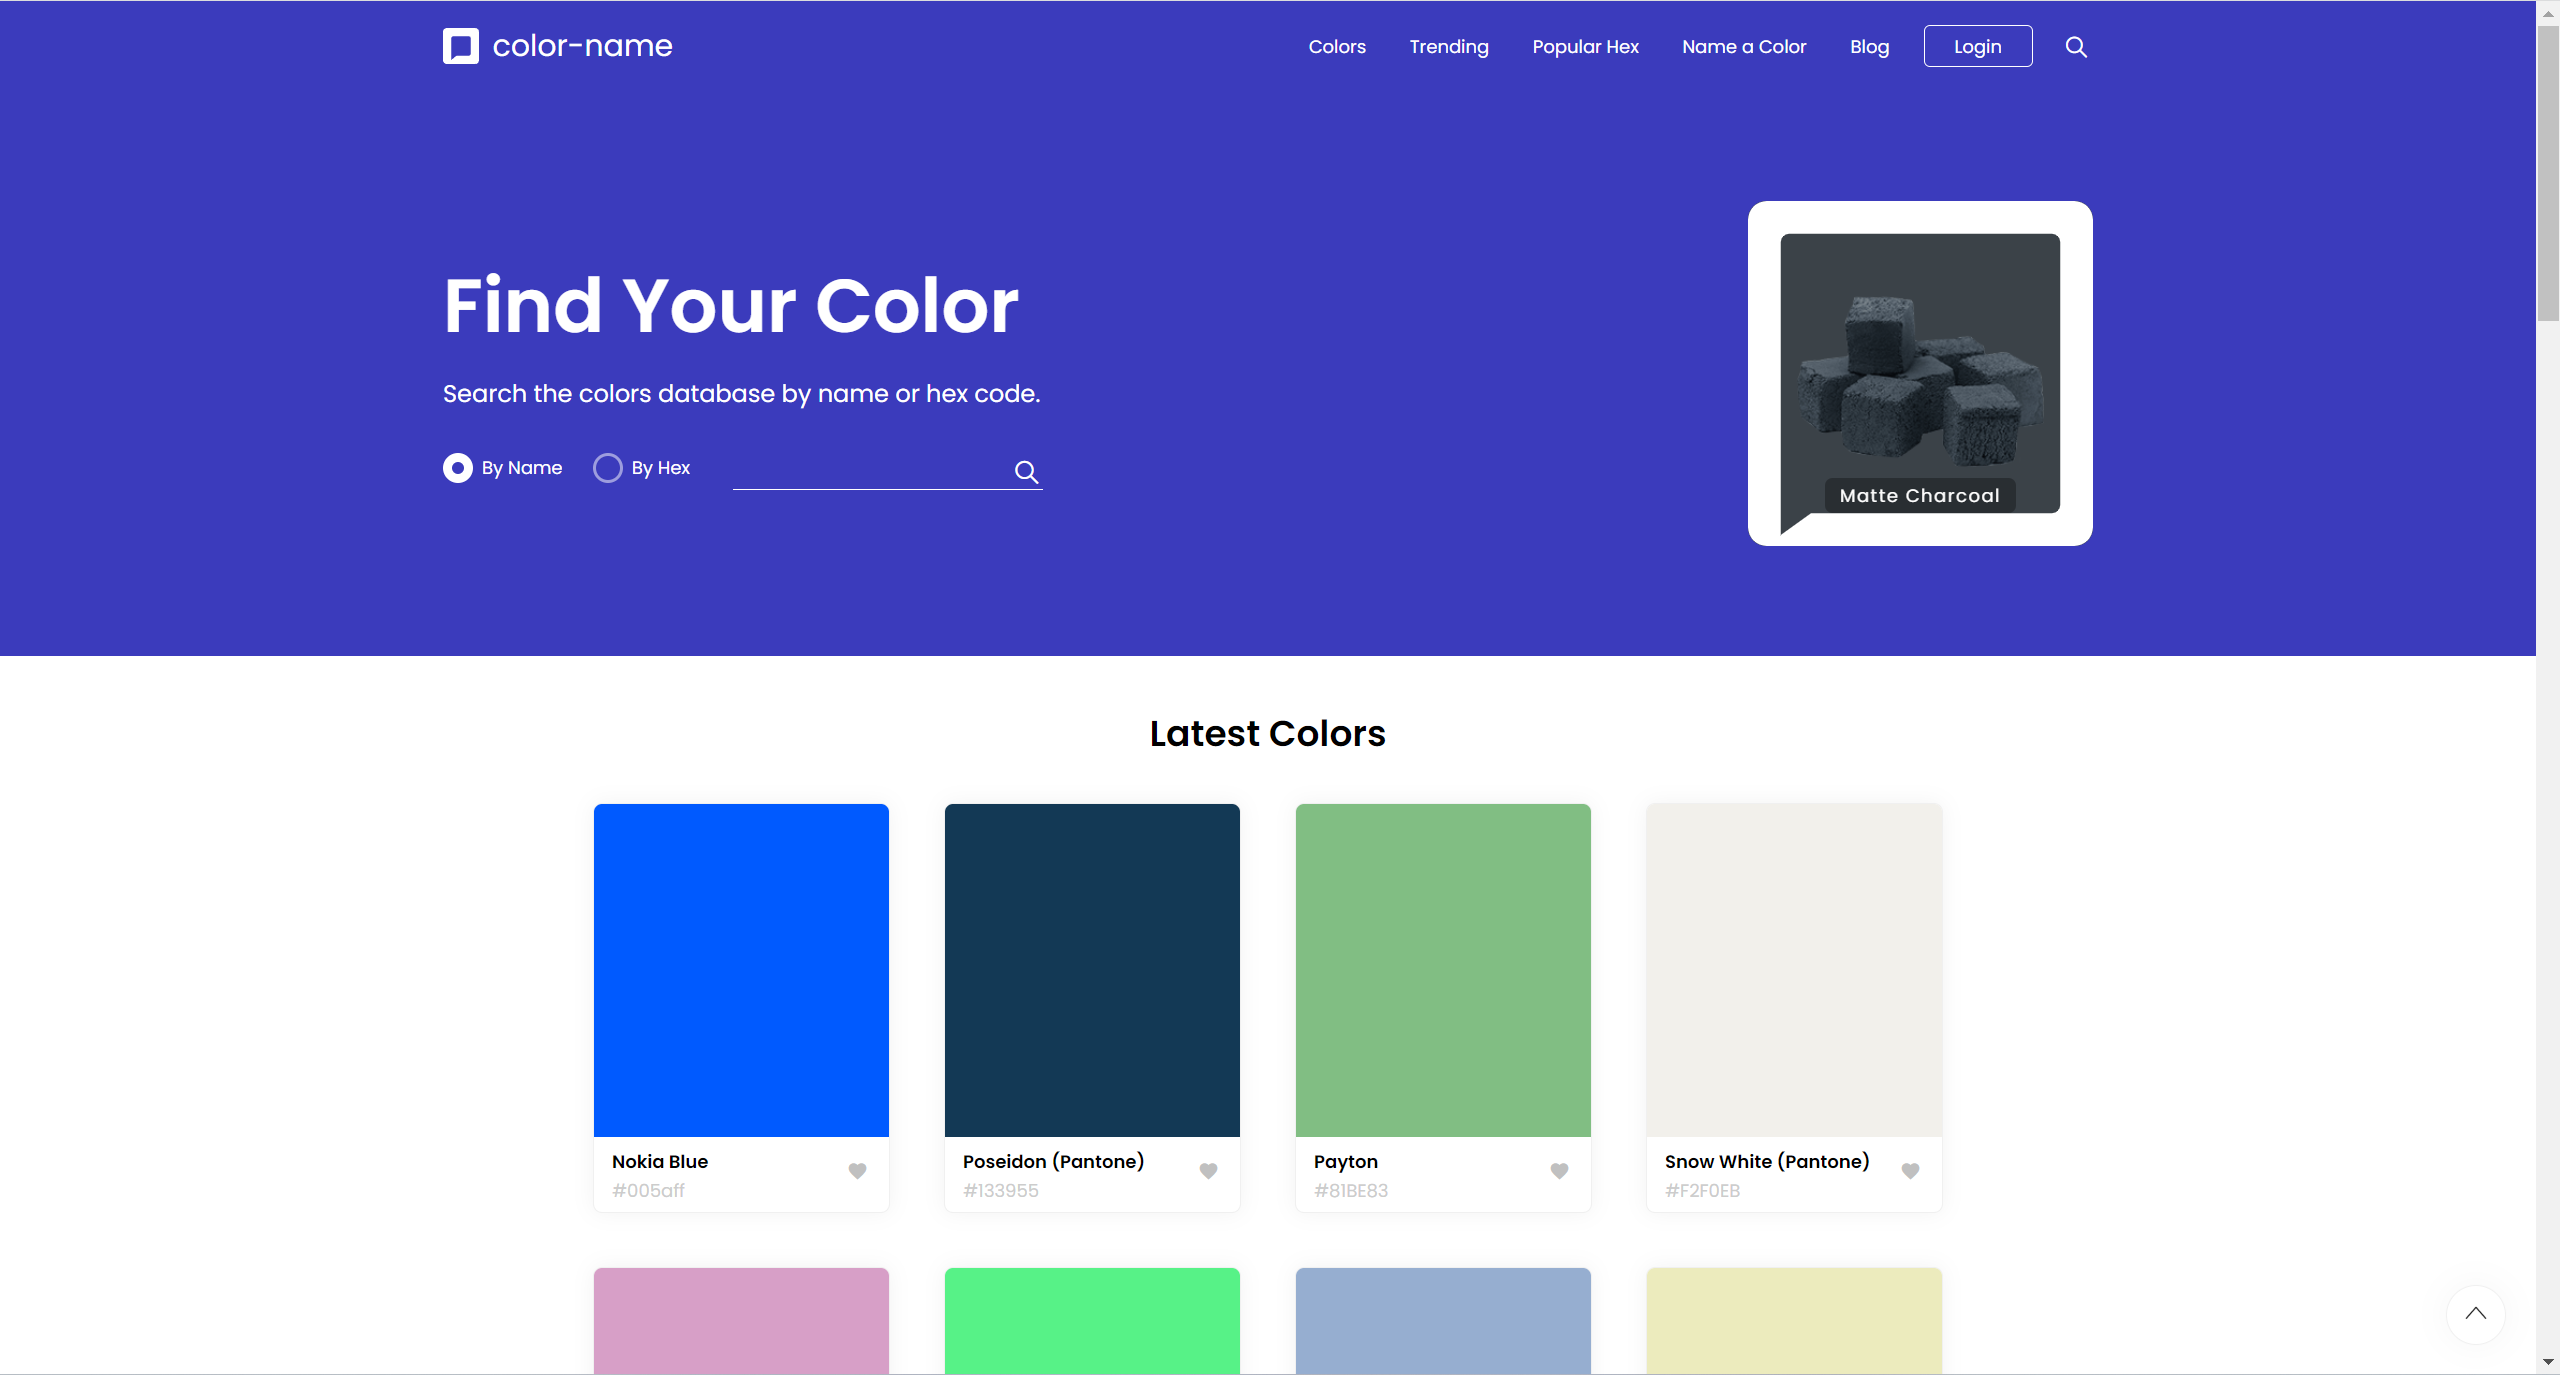 color-name
Colors Trending Popular Hex Name a Color Blog Login
Find Your Color
Search the colors database by name or hex code.
By Name By Hex
Matte Charcoal
Latest Colors
Nokia Blue
#005aff
Poseidon (Pantone)
#133955
Payton
#81BE83
Snow White (Pantone)
#F2F0EB